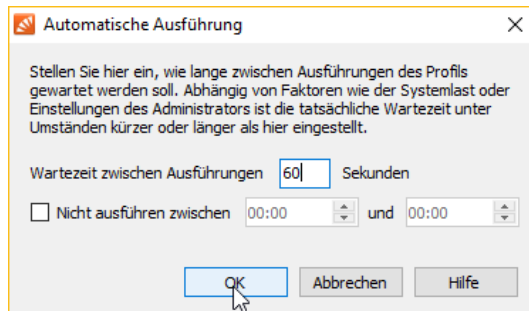 Automatische Ausführung
Stellen Sie hier ein, wie lange zwischen Ausführungen des Profils
gewartet werden soll. Abhängig von Faktoren wie der Systemlast oder
Einstellungen des Administrators ist die tatsächliche Wartezeit unter
Umständen kürzer oder länger als hier eingestellt.
Wartezeit zwischen Ausführungen 60 Sekunden
Nicht ausführen zwischen 00:00 und 00:00
OK Abbrechen Hilfe